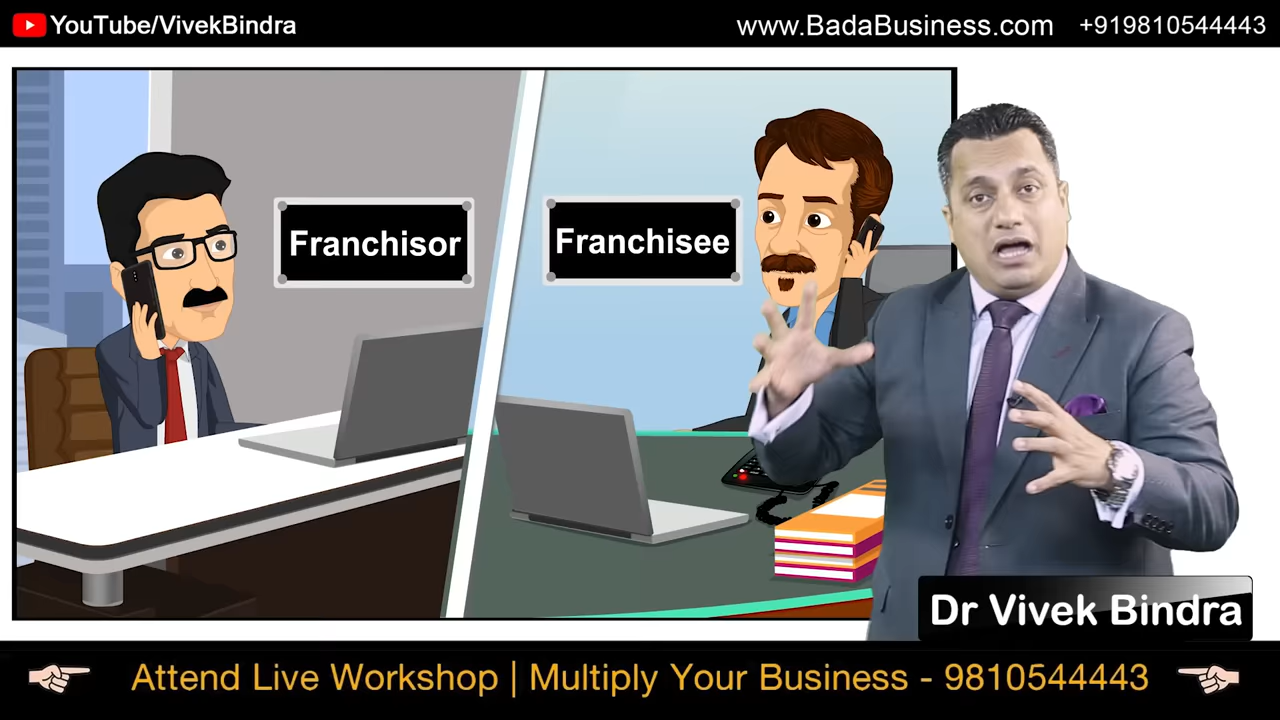 YouTube/VivekBindra
www.BadaBusiness.com +919810544443
Franchisor
Franchisee
Dr Vivek Bindra
Attend Live Workshop | Multiply Your Business - 9810544443